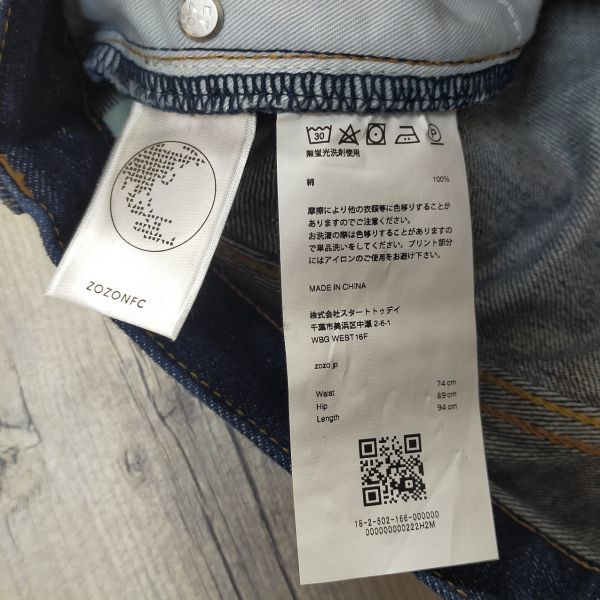 ZOZONFC
30
無蛍光洗剤使用
綿 100%
摩擦により他の衣類等に色移りすることが
ありますのでご注意ください。
お洗濯の際は色移りすることがありますの
で単品洗いをしてください。プリント部分
にはアイロンのご使用をお避け下さい。
MADE IN CHINA
株式会社スタートトゥデイ
千葉市美浜区中瀬2-6-1
WBG WEST16F
zozo.jp
Waist 74 cm
Hip 89 cm
Length 94 cm
18-2-502-166-000000
000000000222H2M